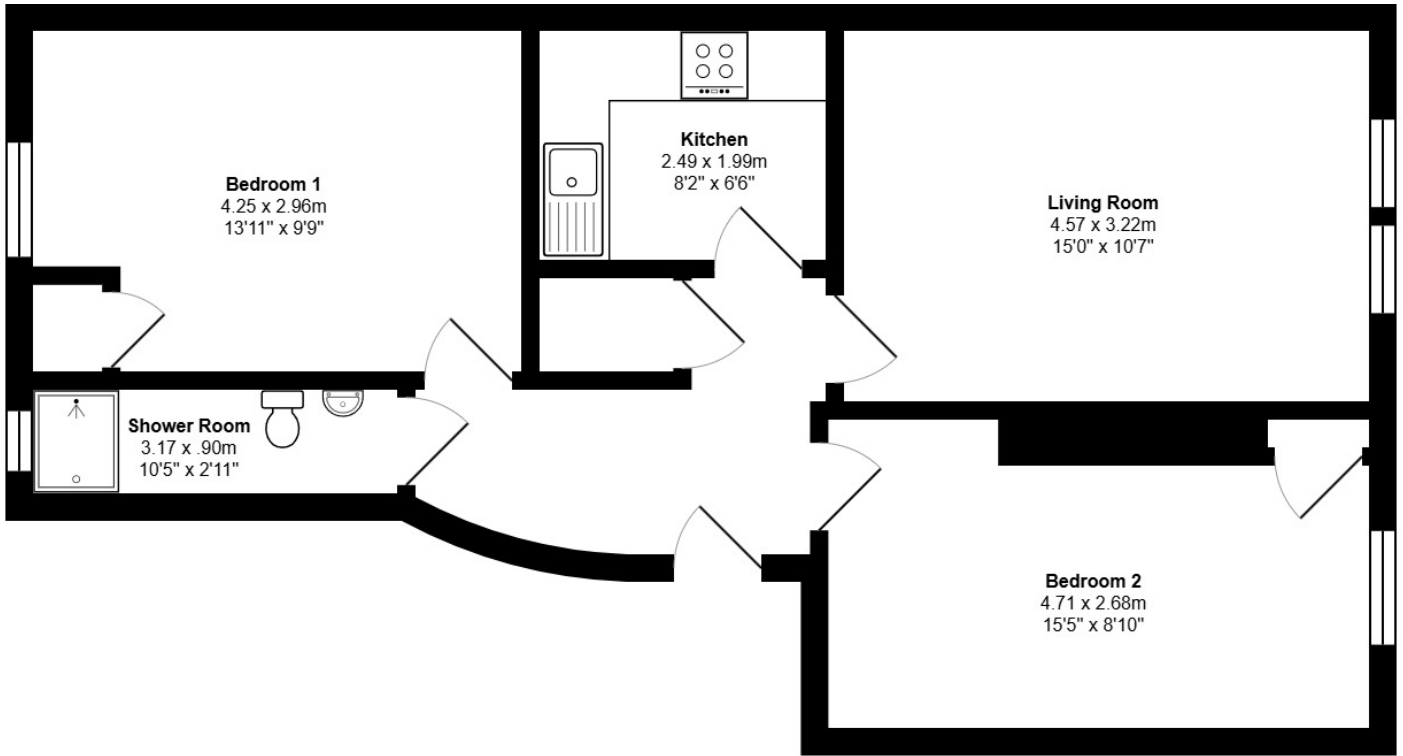 Kitchen
2.49 x 1.99m
8'2" x 6'6"
Bedroom 1
4.25 x 2.96m
13'11" x 9'9"
Living Room
4.57 x 3.22m
15'0" x 10'7"
Shower Room
3.17 x .90m
10'5" x 2'11"
Bedroom 2
4.71 x 2.68m
15'5" x 8'10"